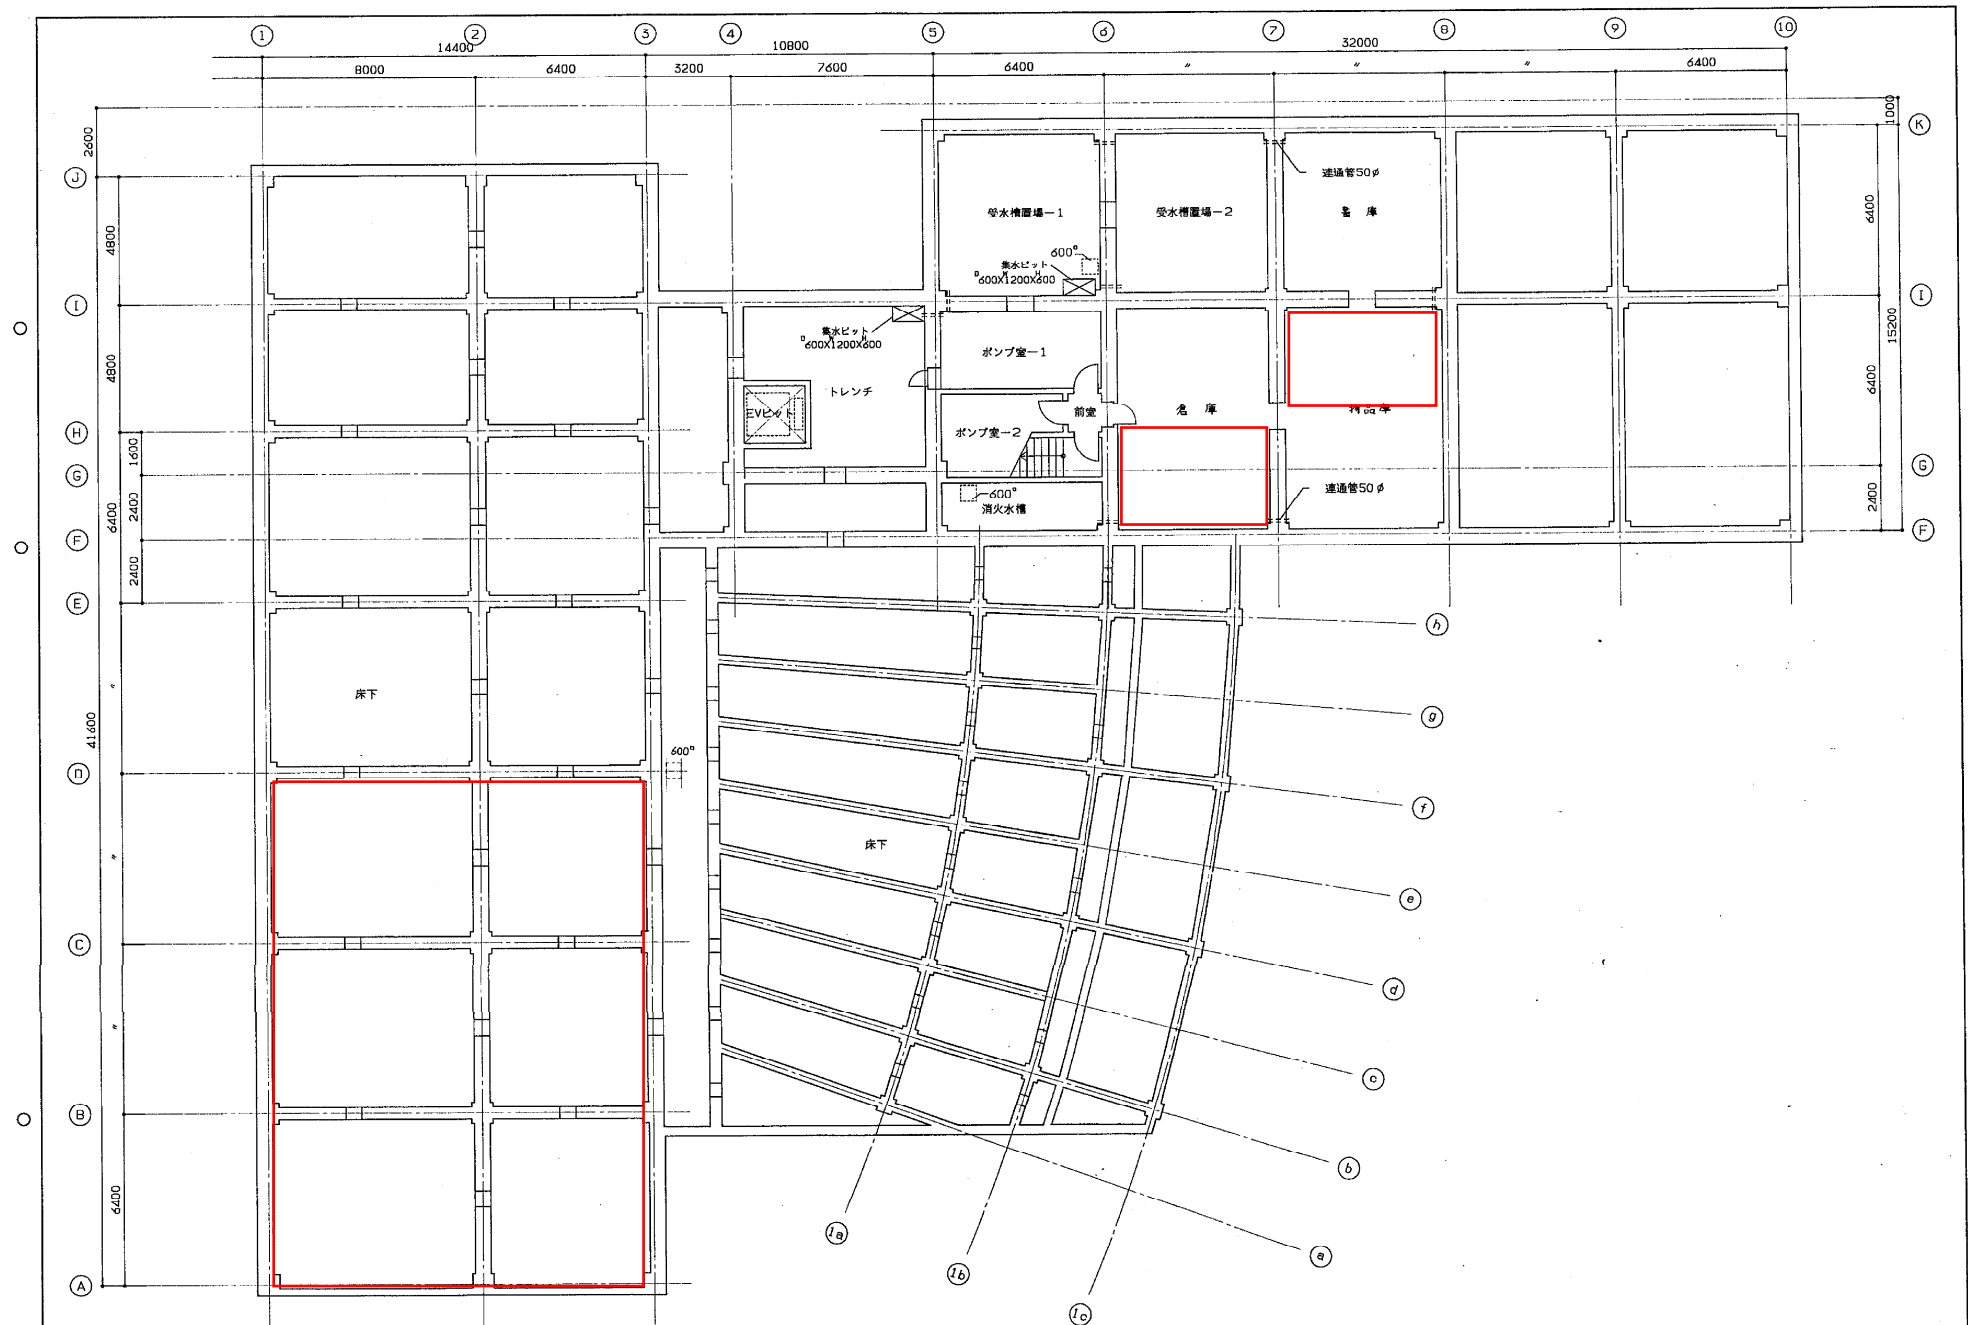 1 2 3 4 5 6 7 8 9 10
14400 10800 32000
8000 6400 3200 7600 6400 〃 〃 〃 6400
2600
1000
K
J
連通管50φ
受水槽置場－1
受水槽置場－2
書 庫
4800
6400
600□
集水ピット
600X1200X600
I
I
集水ピット
600X1200X600
15200
ポンプ室－1
4800
6400
トレンチ
EVピット
前室
倉 庫
物品庫
H
ポンプ室－2
1600
G
G
連通管50φ
600□
消火水槽
2400
6400
2400
F
F
2400
E
h
〃
床下
g
41600
600□
D
f
床下
〃
e
C
d
〃
c
B
b
6400
1a
a
1b
A
1c